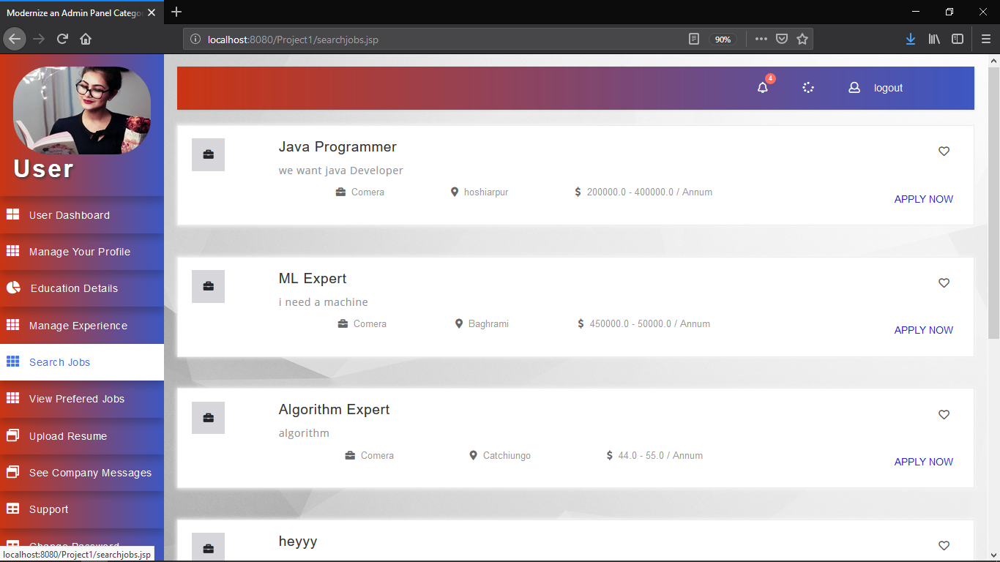 Modernize an Admin Panel Catego
localhost:8080/Project1/searchjobs.jsp
90%
4
logout
User
User Dashboard
Manage Your Profile
Education Details
Manage Experience
Search Jobs
View Prefered Jobs
Upload Resume
See Company Messages
Support
Change Password
localhost:8080/Project1/searchjobs.jsp
Java Programmer
we want java Developer
Comera hoshiarpur 200000.0 - 400000.0 / Annum
APPLY NOW
ML Expert
i need a machine
Comera Baghrami 450000.0 - 50000.0 / Annum
APPLY NOW
Algorithm Expert
algorithm
Comera Catchiungo 44.0 - 55.0 / Annum
APPLY NOW
heyyy